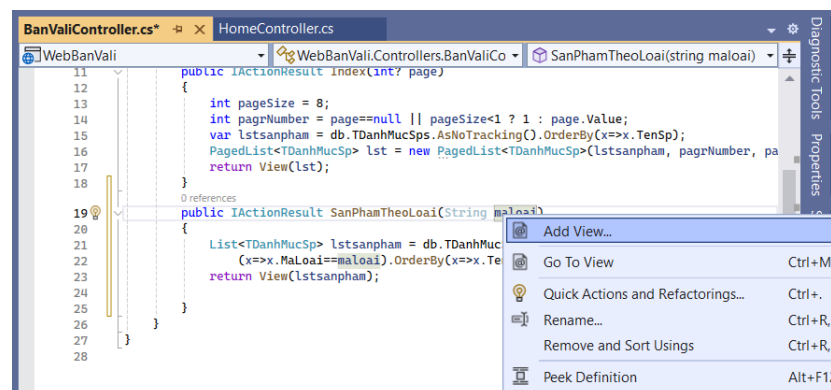 BanValiController.cs*
HomeController.cs
WebBanVali
WebBanVali.Controllers.BanValiCo
SanPhamTheoLoai(string maloai)
11 public IActionResult Index(int? page)
12 {
13 int pageSize = 8;
14 int pagrNumber = page==null || pageSize<1 ? 1 : page.Value;
15 var lstsanpham = db.TDanhMucSps.AsNoTracking().OrderBy(x=>x.TenSp);
16 PagedList<TDanhMucSp> lst = new PagedList<TDanhMucSp>(lstsanpham, pagrNumber, pa
17 return View(lst);
18 }
0 references
19 public IActionResult SanPhamTheoLoai(String maloai)
20 {
21 List<TDanhMucSp> lstsanpham = db.TDanhMuc
22 (x=>x.MaLoai==maloai).OrderBy(x=>x.Te
23 return View(lstsanpham);
24
25 }
26 }
27 }
28
Add View...
Go To View Ctrl+M
Quick Actions and Refactorings... Ctrl+.
Rename... Ctrl+R,
Remove and Sort Usings Ctrl+R,
Peek Definition Alt+F12
Diagnostic Tools
Properties